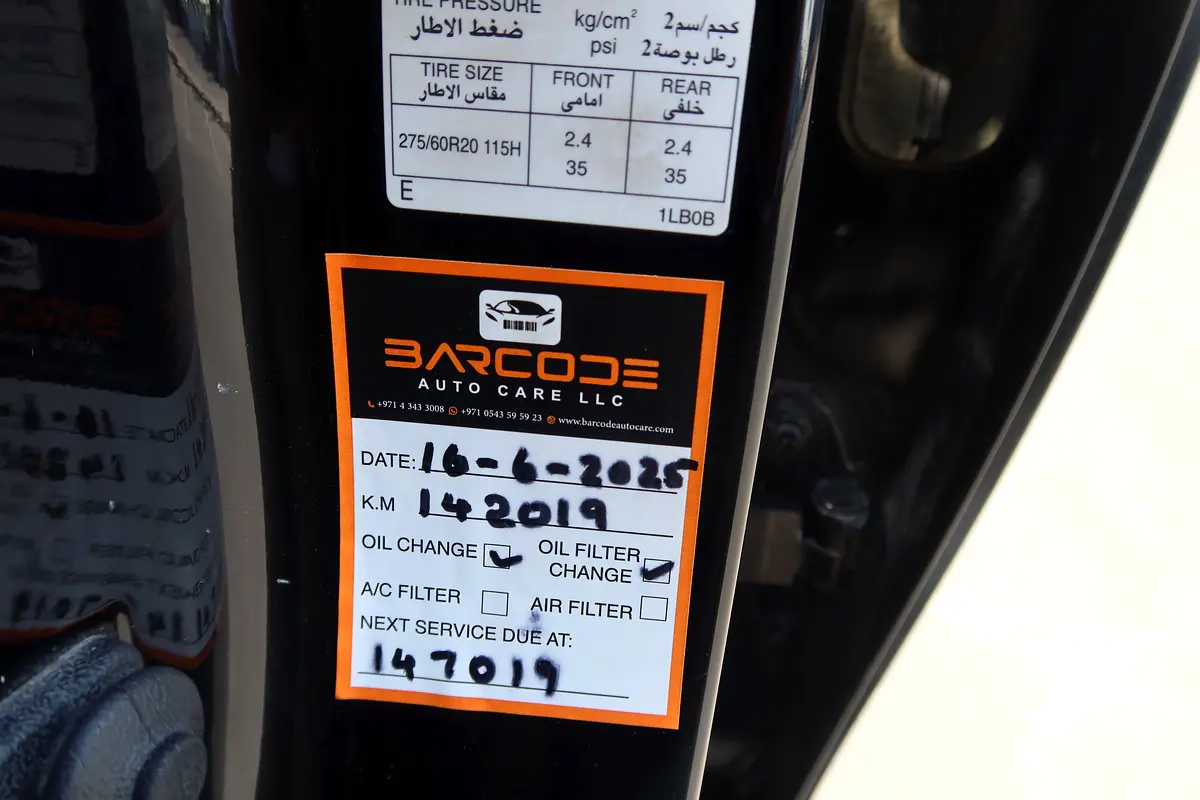 TIRE PRESSURE kg/cm² كجم/سم2
ضغط الاطار psi رطل بوصة2
TIRE SIZE FRONT REAR
مقاس الاطار امامى خلفى
275/60R20 115H 2.4 2.4
35 35
E 1LB0B
BARCODE
AUTO CARE LLC
+971 4 343 3008 +971 0543 59 59 23 www.barcodeautocare.com
DATE: 16-6-2025
K.M 142019
OIL CHANGE ✓ OIL FILTER CHANGE ✓
A/C FILTER AIR FILTER
NEXT SERVICE DUE AT:
147019